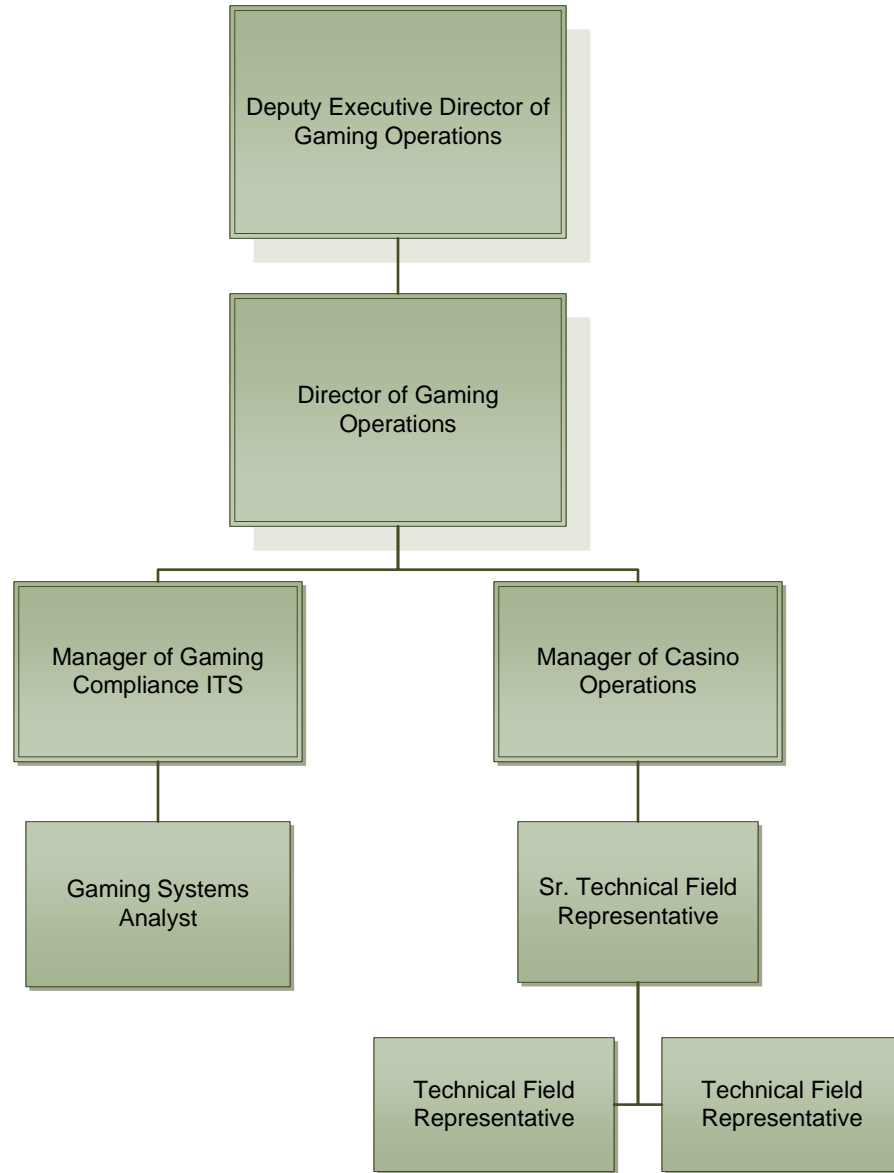 Deputy Executive Director of
Gaming Operations
Director of Gaming
Operations
Manager of Gaming
Compliance ITS
Manager of Casino
Operations
Gaming Systems
Analyst
Sr. Technical Field
Representative
Technical Field
Representative
Technical Field
Representative